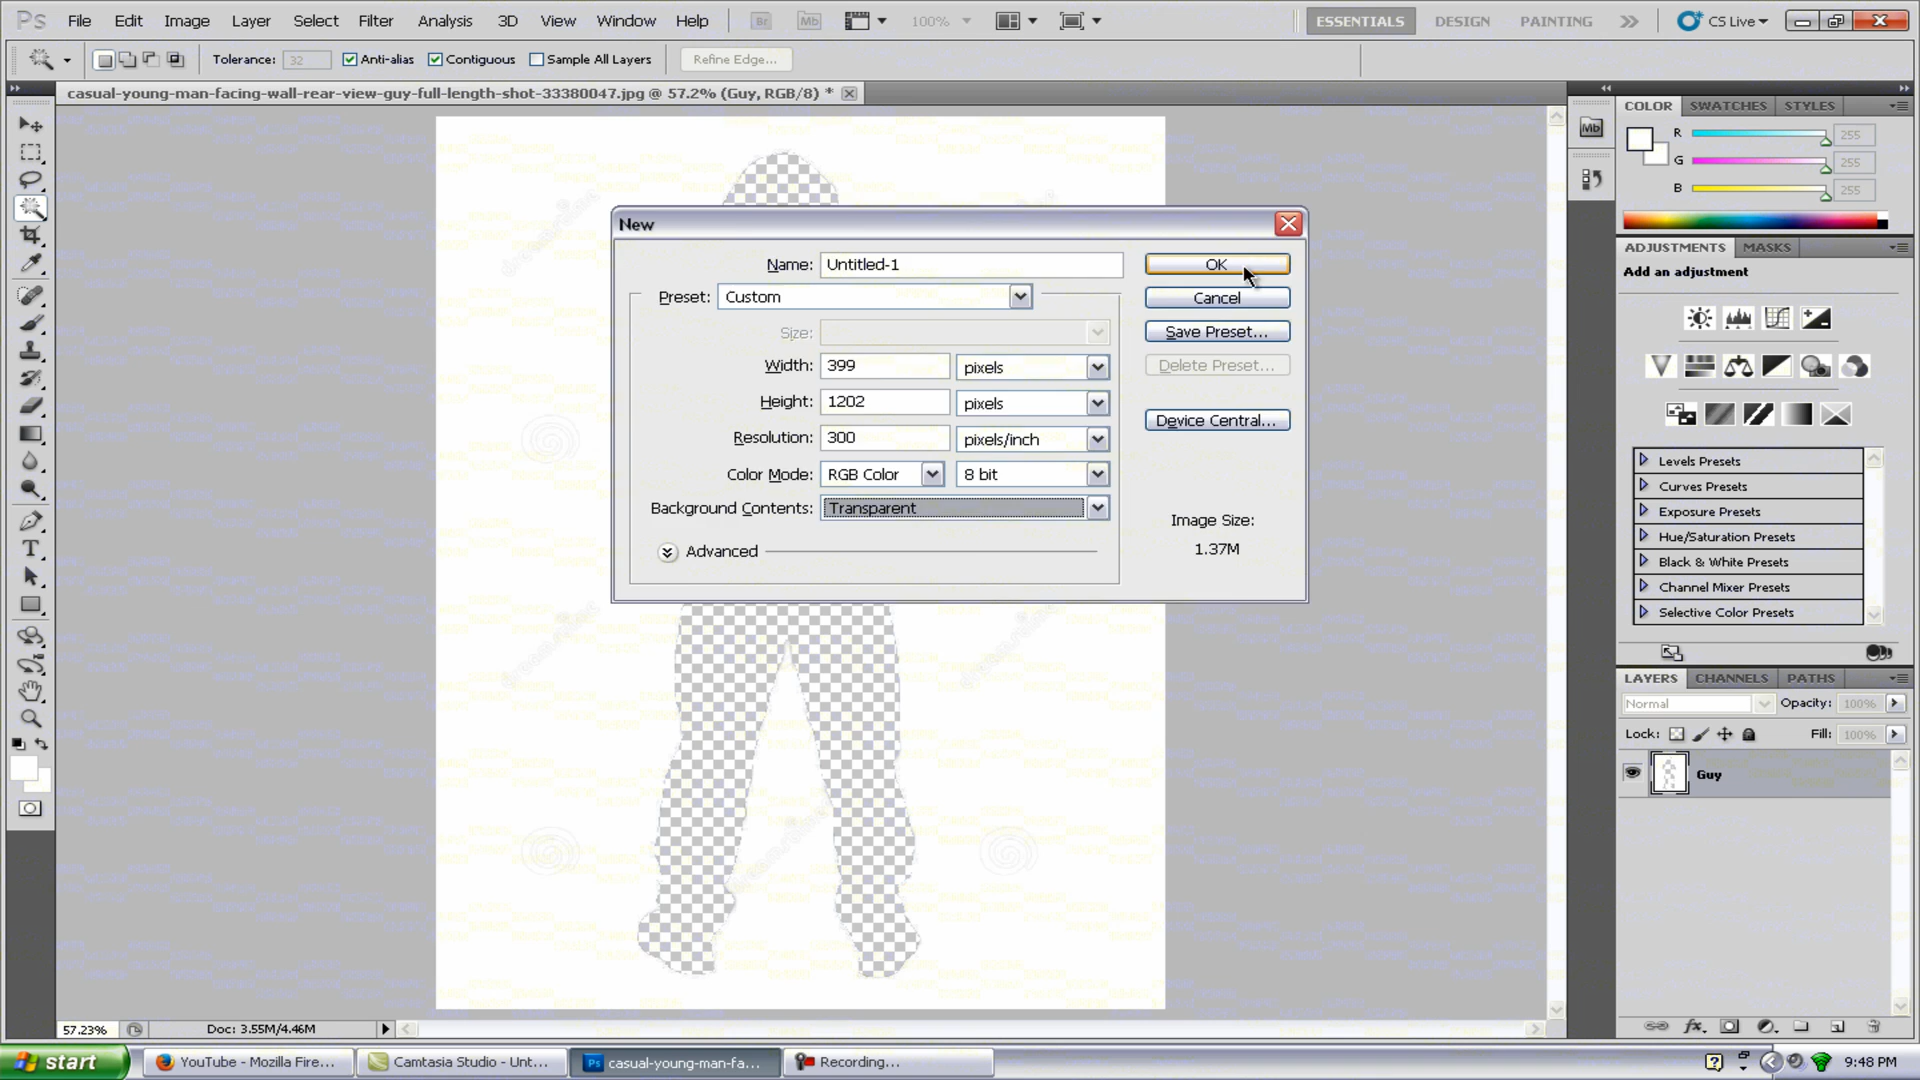 Ps File Edit Image Layer Select Filter Analysis 3D View Window Help Br Mb 100% ESSENTIALS DESIGN PAINTING CS Live
Tolerance: 32 Anti-alias Contiguous Sample All Layers Refine Edge...
casual-young-man-facing-wall-rear-view-guy-full-length-shot-33380047.jpg @ 57.2% (Guy, RGB/8) *
COLOR SWATCHES STYLES
Mb
R 255
G 255
B 255
ADJUSTMENTS MASKS
Add an adjustment
New
Name: Untitled-1
OK
Preset: Custom
Cancel
Size:
Save Preset...
Width: 399 pixels
Delete Preset...
Height: 1202 pixels
Device Central...
Resolution: 300 pixels/inch
Color Mode: RGB Color 8 bit
Background Contents: Transparent
Image Size:
1.37M
Advanced
Levels Presets
Curves Presets
Exposure Presets
Hue/Saturation Presets
Black & White Presets
Channel Mixer Presets
Selective Color Presets
LAYERS CHANNELS PATHS
Normal Opacity: 100%
Lock: Fill: 100%
Guy
T
57.23% Doc: 3.55M/4.46M
fx
start YouTube - Mozilla Fire... Camtasia Studio - Unt... Ps casual-young-man-fa... Recording... 9:48 PM